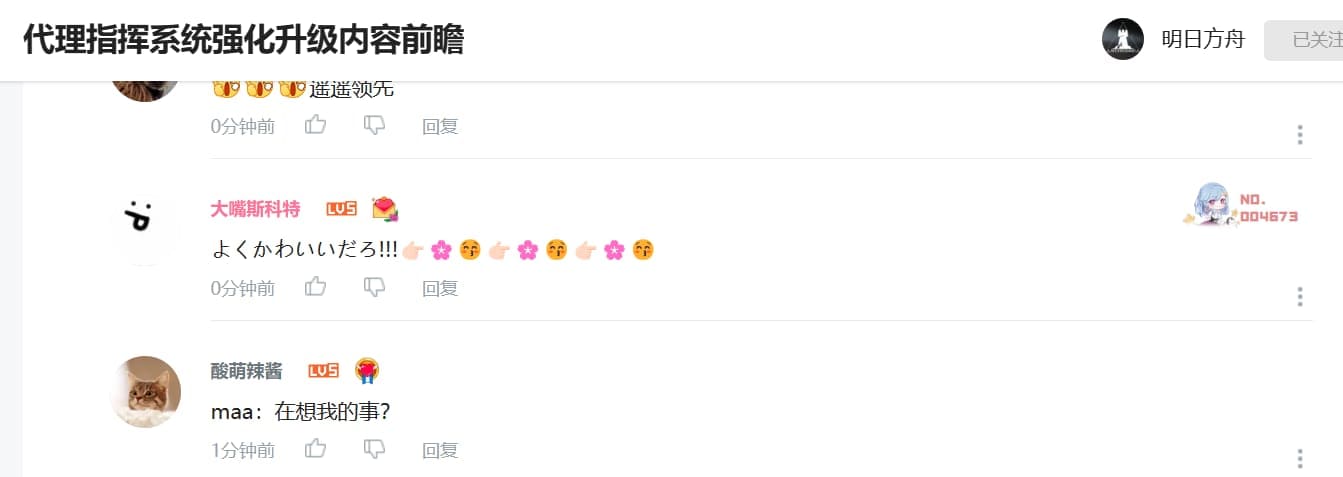 代理指挥系统强化升级内容前瞻
明日方舟
已关注
遥遥领先
0分钟前 回复
大嘴斯科特 LV5
NO.
004673
よくかわいいだろ!!!👉🏻🌸😚👉🏻🌸😚👉🏻🌸😚
0分钟前 回复
酸萌辣酱 LV5
maa：在想我的事？
1分钟前 回复